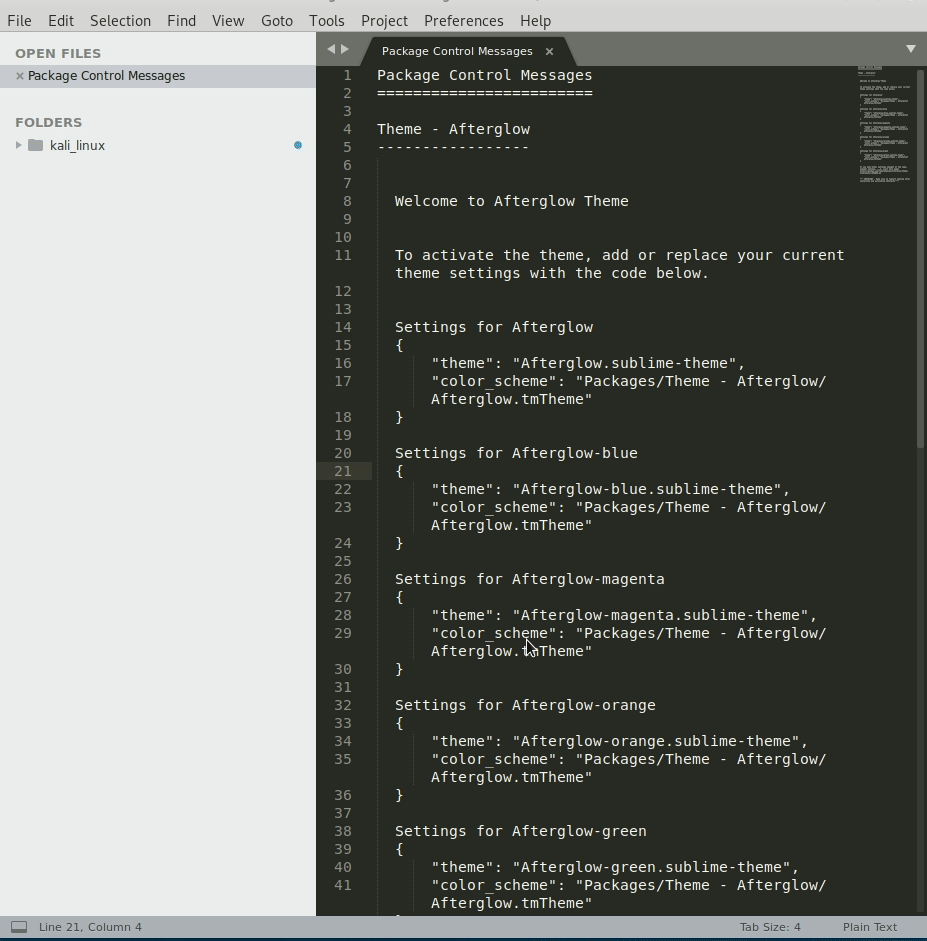 File Edit Selection Find View Goto Tools Project Preferences Help
OPEN FILES
Package Control Messages
FOLDERS
kali_linux
Package Control Messages
1 Package Control Messages
2 ========================
3
4 Theme - Afterglow
5 -----------------
6
7
8 Welcome to Afterglow Theme
9
10
11 To activate the theme, add or replace your current
theme settings with the code below.
12
13
14 Settings for Afterglow
15 {
16 "theme": "Afterglow.sublime-theme",
17 "color_scheme": "Packages/Theme - Afterglow/
Afterglow.tmTheme"
18 }
19
20 Settings for Afterglow-blue
21 {
22 "theme": "Afterglow-blue.sublime-theme",
23 "color_scheme": "Packages/Theme - Afterglow/
Afterglow.tmTheme"
24 }
25
26 Settings for Afterglow-magenta
27 {
28 "theme": "Afterglow-magenta.sublime-theme",
29 "color_scheme": "Packages/Theme - Afterglow/
Afterglow.tmTheme"
30 }
31
32 Settings for Afterglow-orange
33 {
34 "theme": "Afterglow-orange.sublime-theme",
35 "color_scheme": "Packages/Theme - Afterglow/
Afterglow.tmTheme"
36 }
37
38 Settings for Afterglow-green
39 {
40 "theme": "Afterglow-green.sublime-theme",
41 "color_scheme": "Packages/Theme - Afterglow/
Afterglow.tmTheme"
Line 21, Column 4
Tab Size: 4
Plain Text